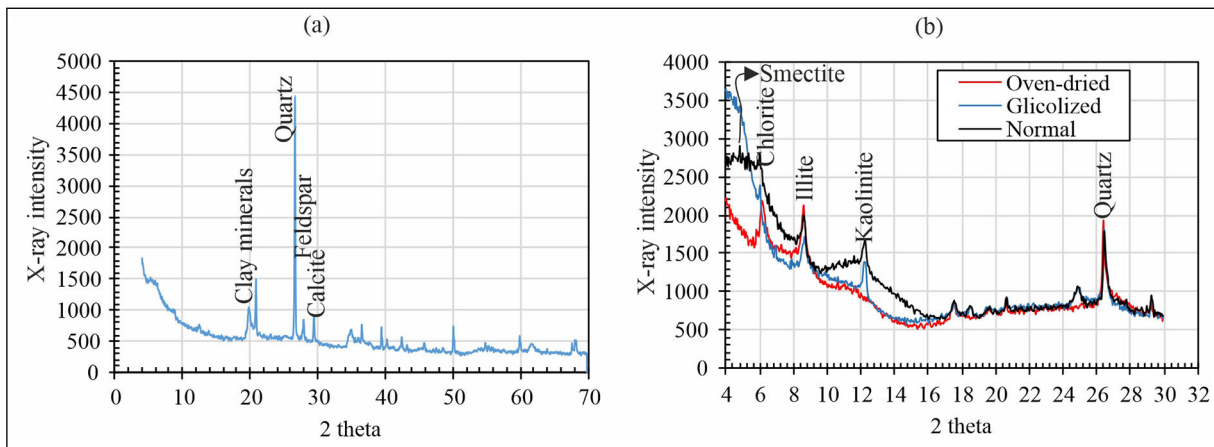 (a)
5000
4500
4000
3500
3000
2500
2000
1500
1000
500
0
X-ray intensity
Clay minerals
Quartz
Feldspar
Calcite
0 10 20 30 40 50 60 70
2 theta
(b)
4000
3500
3000
2500
2000
1500
1000
500
0
X-ray intensity
Smectite
Chlorite
Illite
Kaolinite
Quartz
Oven-dried
Glicolized
Normal
4 6 8 10 12 14 16 18 20 22 24 26 28 30 32
2 theta